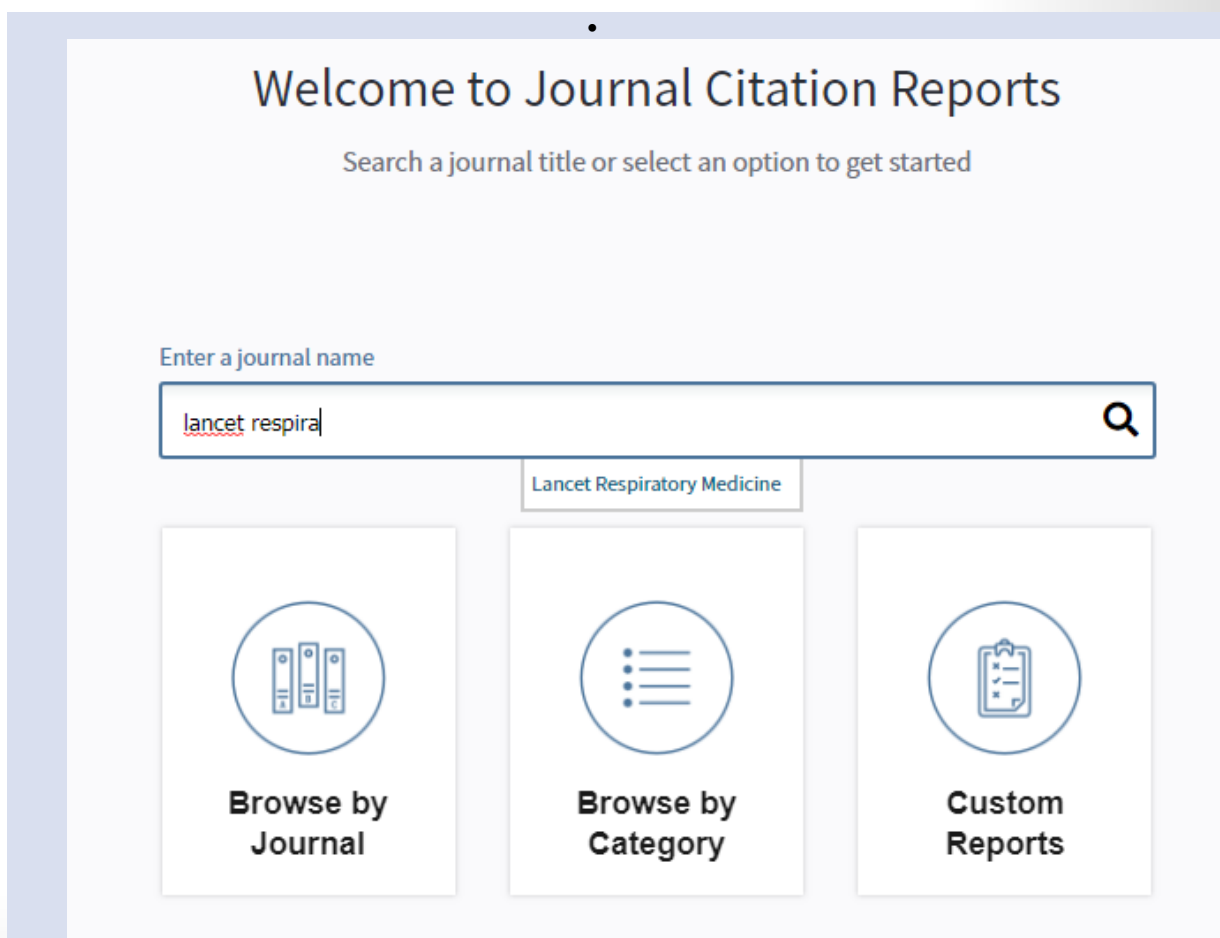 •
Welcome to Journal Citation Reports
Search a journal title or select an option to get started
Enter a journal name
lancet respira
Lancet Respiratory Medicine
A B C
Browse by
Journal
Browse by
Category
Custom
Reports